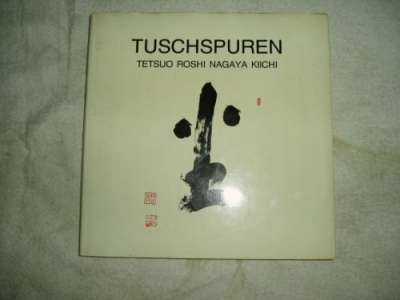 TUSCHSPUREN
TETSUO ROSHI NAGAYA KIICHI